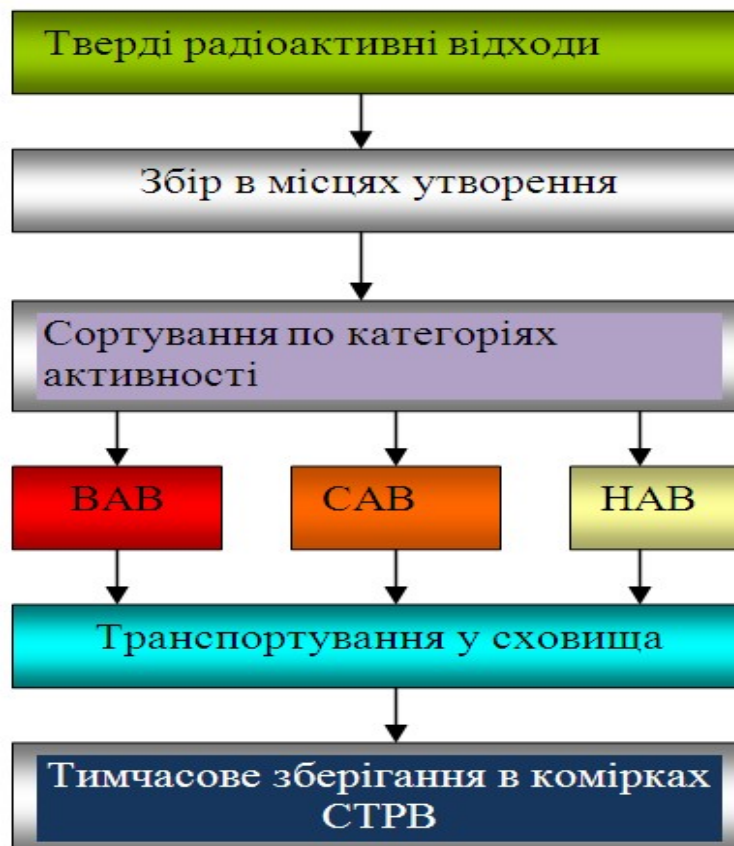 Тверді радіоактивні відходи
Збір в місцях утворення
Сортування по категоріях
активності
ВАВ
САВ
НАВ
Транспортування у сховища
Тимчасове зберігання в комірках
СТРВ